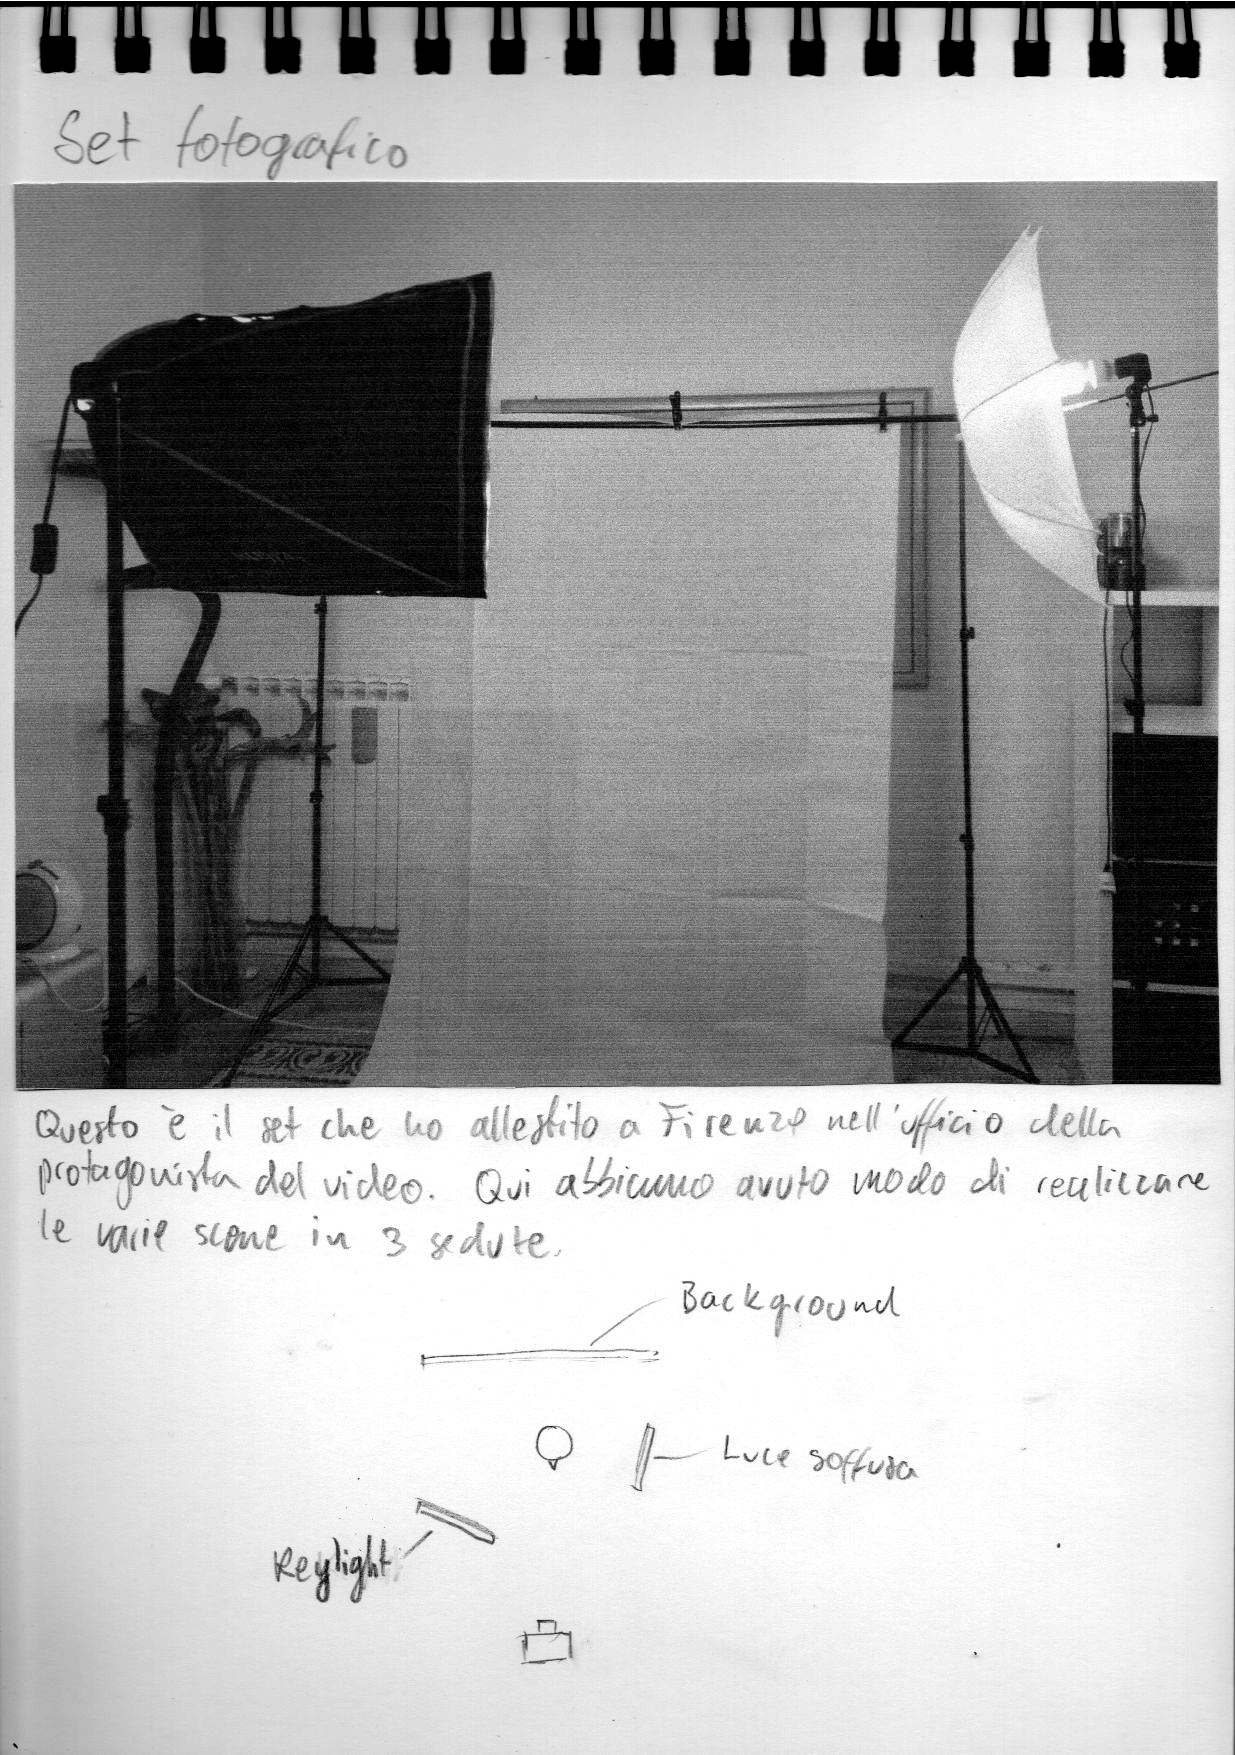 Set fotografico
Questo è il set che ho allestito a Firenze nell'ufficio della
protagonista del video. Qui abbiamo avuto modo di realizzare
le varie scene in 3 sedute.
Background
Luce soffusa
Keylight